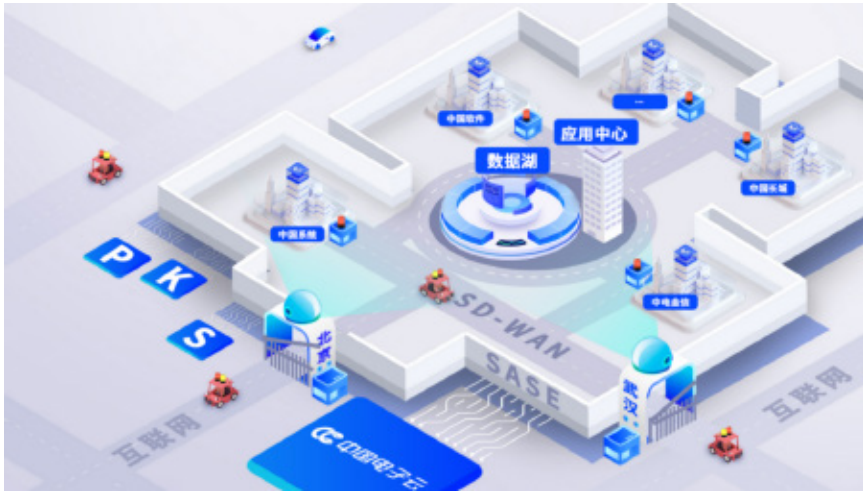 ...
中国软件
应用中心
数据湖
中国长城
中国系统
中电金信
P
K
S
SD-WAN
SASE
北京
武汉
互联网
互联网
中国电子云